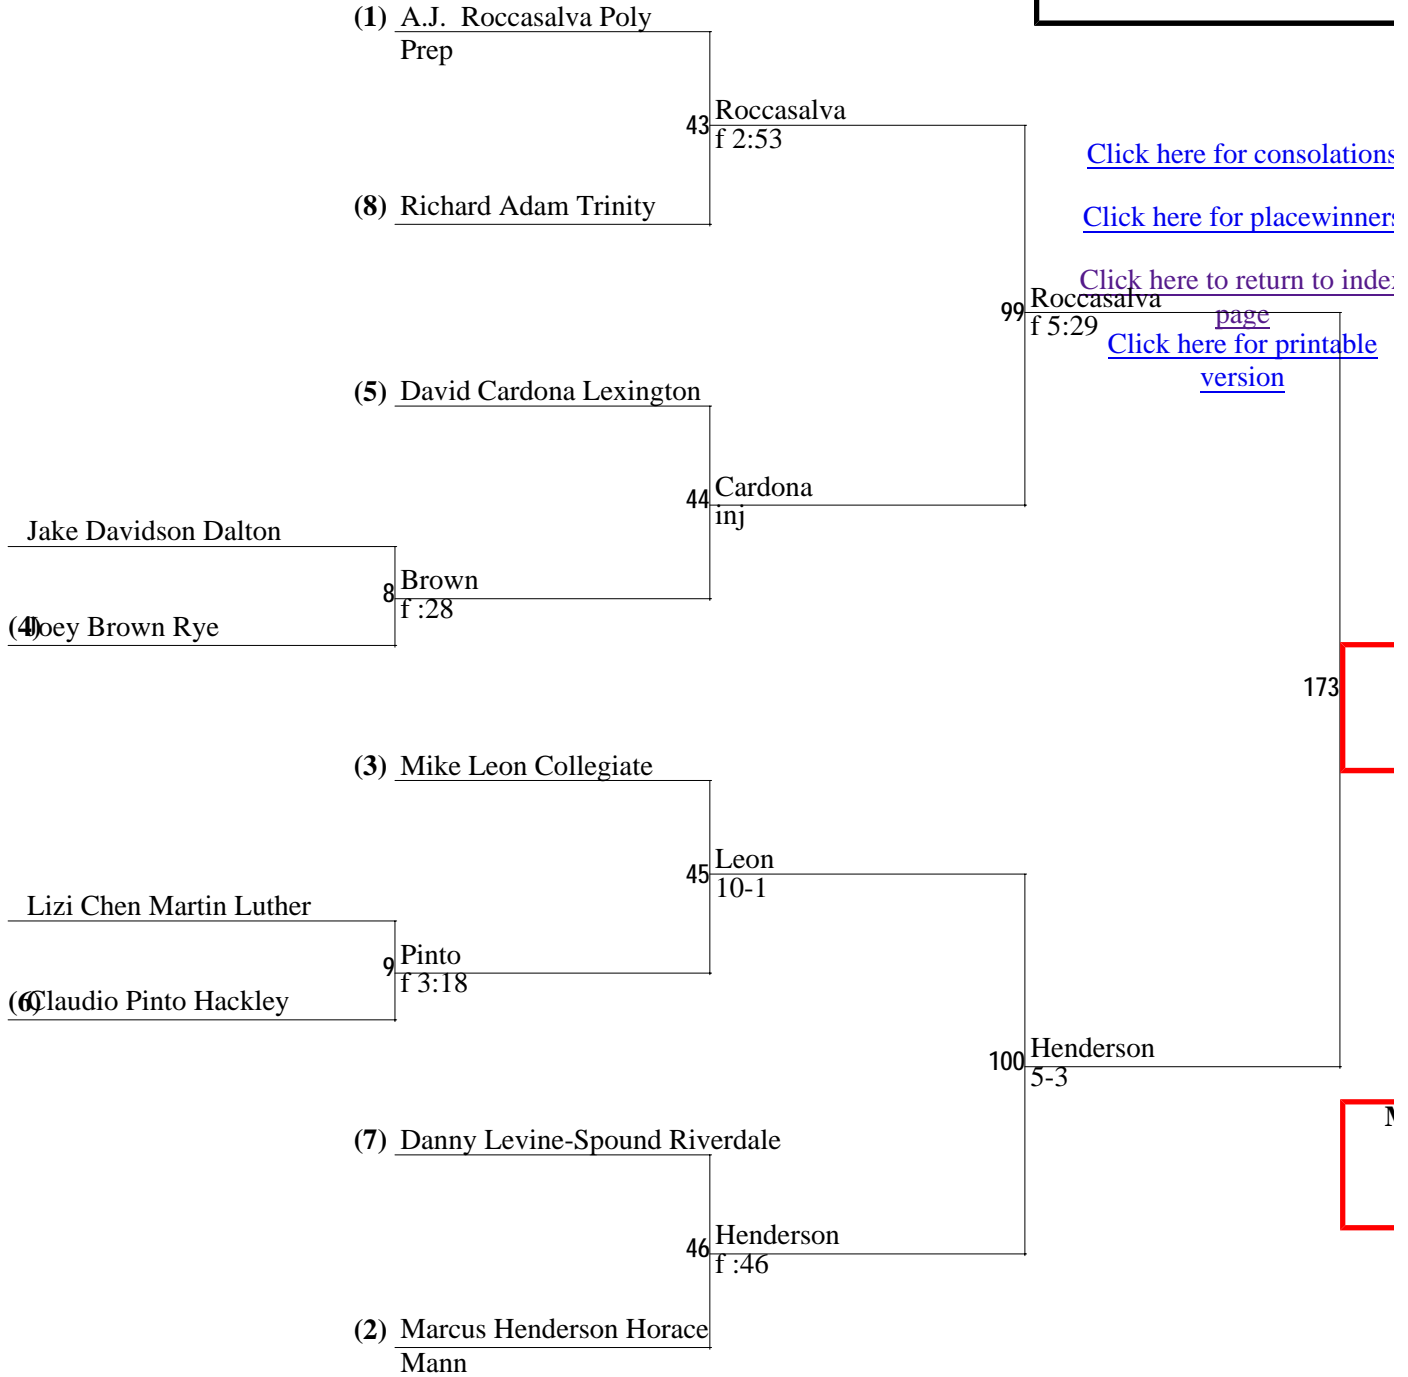 (1) A.J. Roccasalva Poly
Prep
43 Roccasalva
f 2:53
Click here for consolations
(8) Richard Adam Trinity
Click here for placewinners
Click here to return to index
page
99 Roccasalva
f 5:29
Click here for printable
version
(5) David Cardona Lexington
44 Cardona
inj
Jake Davidson Dalton
8 Brown
f :28
(4) Joey Brown Rye
173
(3) Mike Leon Collegiate
45 Leon
10-1
Lizi Chen Martin Luther
9 Pinto
f 3:18
(6) Claudio Pinto Hackley
100 Henderson
5-3
(7) Danny Levine-Spound Riverdale
46 Henderson
f :46
(2) Marcus Henderson Horace
Mann